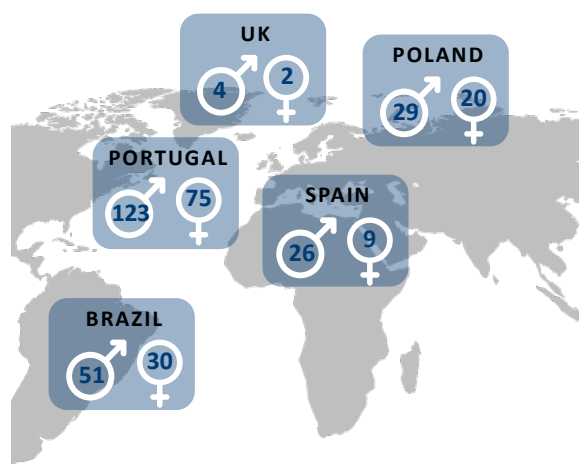 UK
4 2
POLAND
29 20
PORTUGAL
123 75
SPAIN
26 9
BRAZIL
51 30